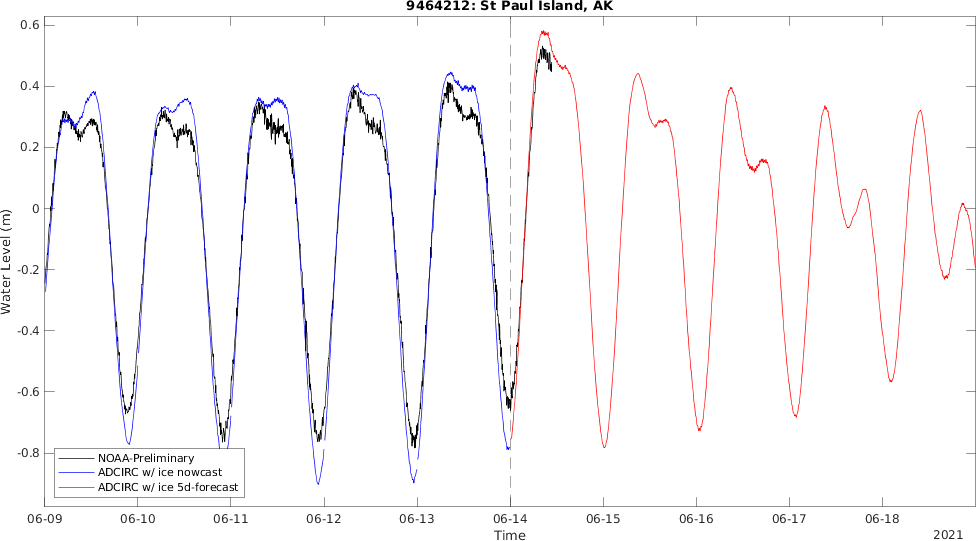 9464212: St Paul Island, AK
0.6
0.4
0.2
0
-0.2
-0.4
-0.6
-0.8
Water Level (m)
NOAA-Preliminary
ADCIRC w/ ice nowcast
ADCIRC w/ ice 5d-forecast
06-09 06-10 06-11 06-12 06-13 06-14 06-15 06-16 06-17 06-18
Time
2021